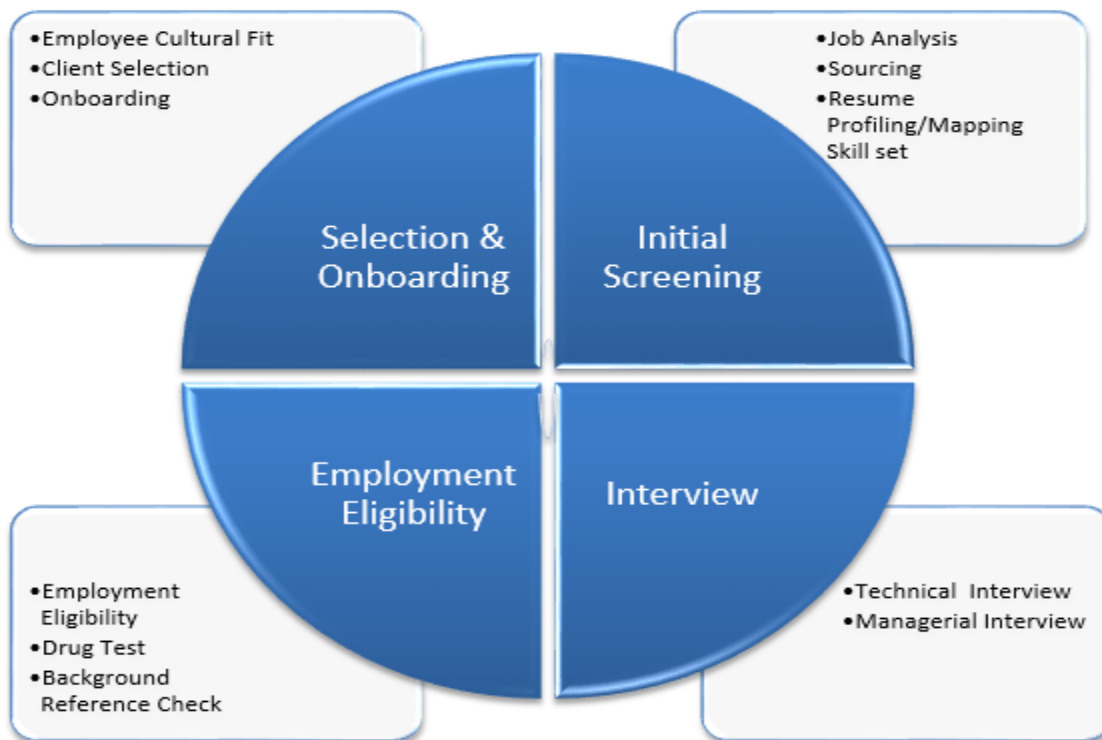 •Employee Cultural Fit
•Client Selection
•Onboarding
•Job Analysis
•Sourcing
•Resume
Profiling/Mapping
Skill set
Selection &
Onboarding
Initial
Screening
Employment
Eligibility
Interview
•Employment
Eligibility
•Drug Test
•Background
Reference Check
•Technical Interview
•Managerial Interview